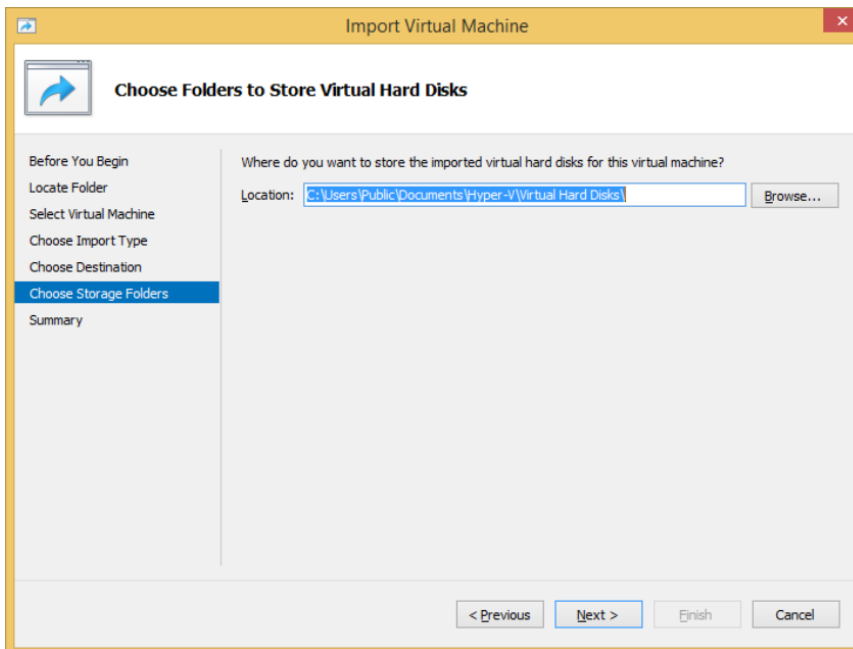 Import Virtual Machine
Choose Folders to Store Virtual Hard Disks
Before You Begin
Locate Folder
Select Virtual Machine
Choose Import Type
Choose Destination
Choose Storage Folders
Summary
Where do you want to store the imported virtual hard disks for this virtual machine?
Location: C:\Users\Public\Documents\Hyper-V\Virtual Hard Disks\ Browse...
< Previous Next > Finish Cancel